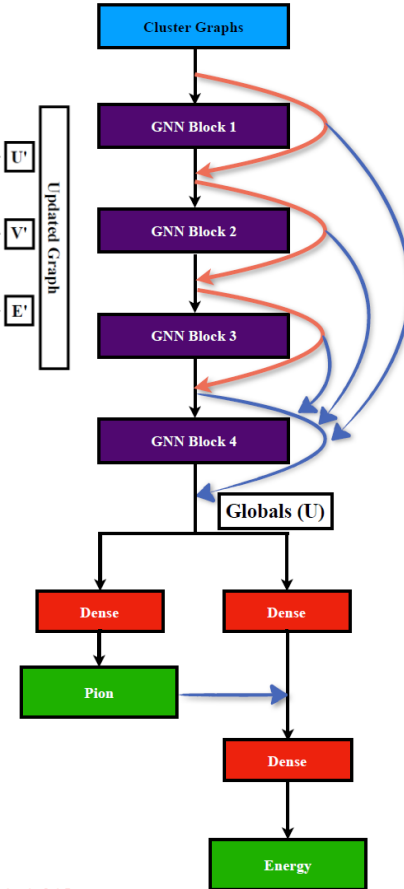 Cluster Graphs
GNN Block 1
U'
Updated Graph
V'
GNN Block 2
E'
GNN Block 3
GNN Block 4
Globals (U)
Dense
Dense
Pion
Dense
Energy